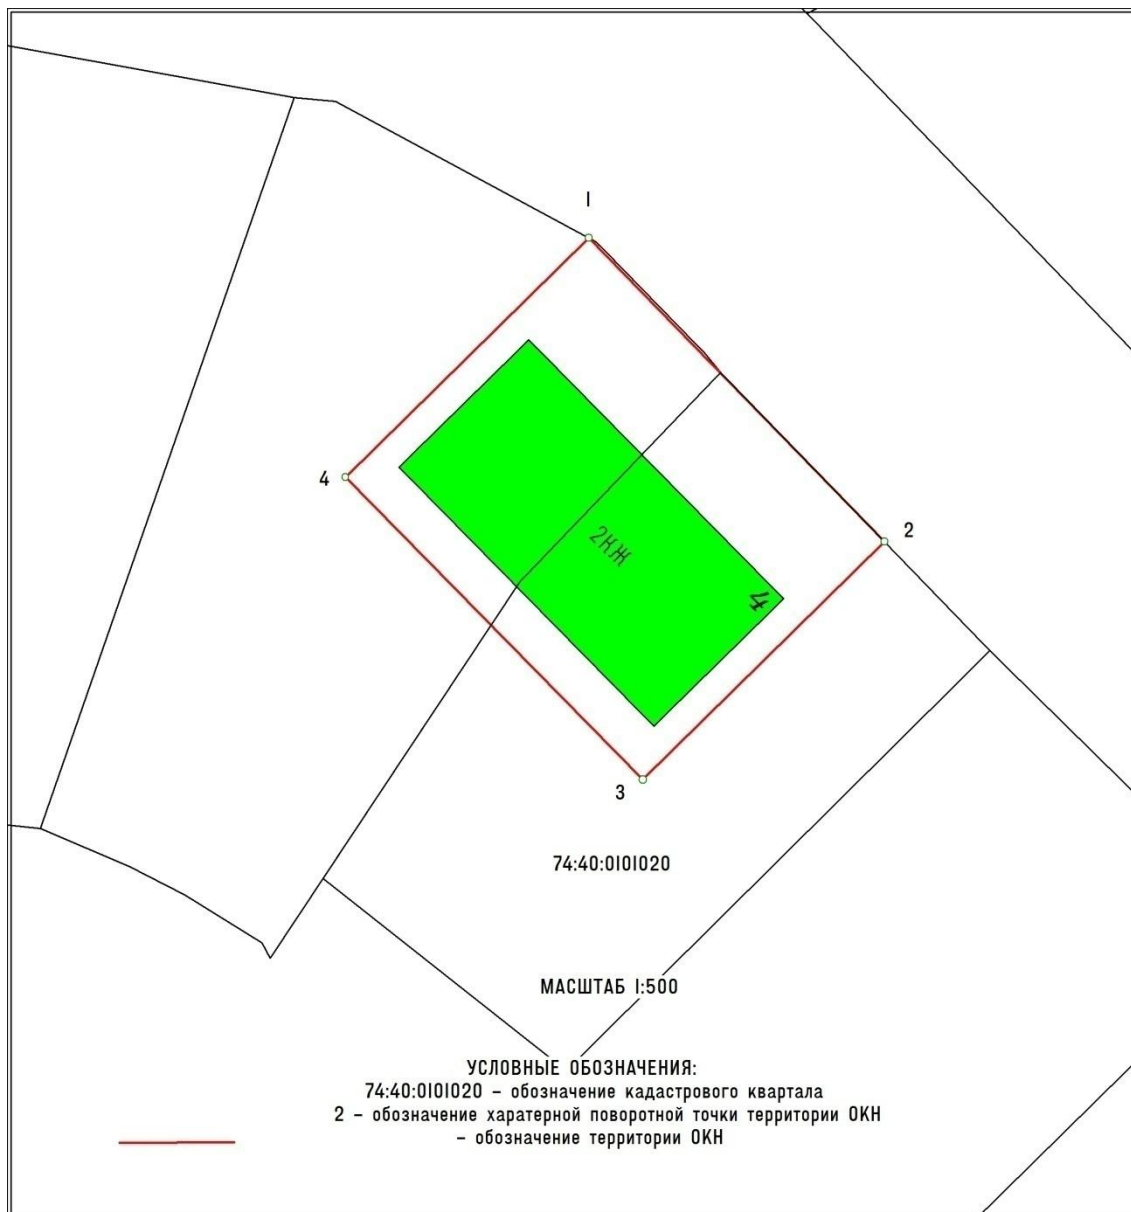 1
4
2
2КЖ
4
3
74:40:0101020
МАСШТАБ 1:500
УСЛОВНЫЕ ОБОЗНАЧЕНИЯ:
74:40:0101020 – обозначение кадастрового квартала
2 – обозначение харатерной поворотной точки территории ОКН
– обозначение территории ОКН